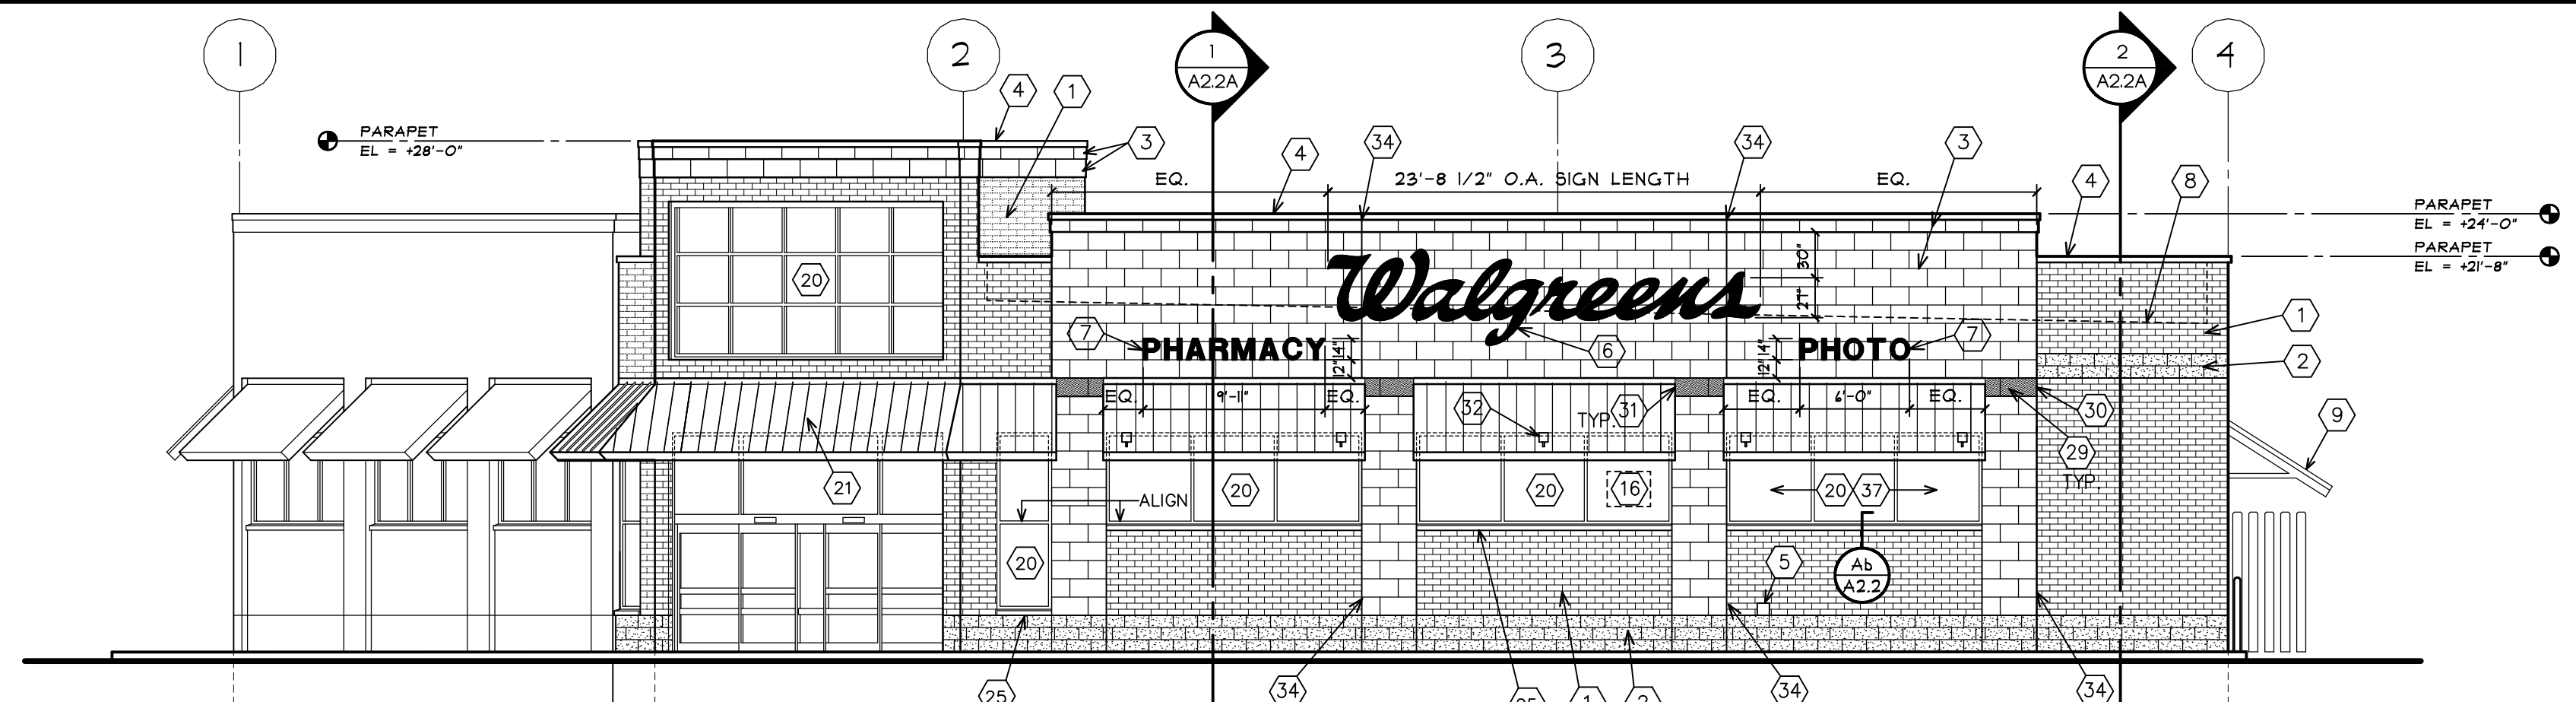 1
2
1
A2.2A
3
2
A2.2A
4
4
1
PARAPET
EL = +28'-0"
3
4
34
34
3
EQ.
23'-8 1/2" O.A. SIGN LENGTH
EQ.
4
8
PARAPET
EL = +24'-0"
PARAPET
EL = +21'-8"
20
30"
27"
Walgreens
1
7
PHARMACY
14"
12"
6
14"
12"
PHOTO
7
2
EQ.
9'-11"
EQ.
32
TYP.
31
EQ.
6'-0"
EQ.
30
9
29
TYP.
21
ALIGN
20
20
16
20
37
20
5
Ab
A2.2
25
34
25
1
2
34
34